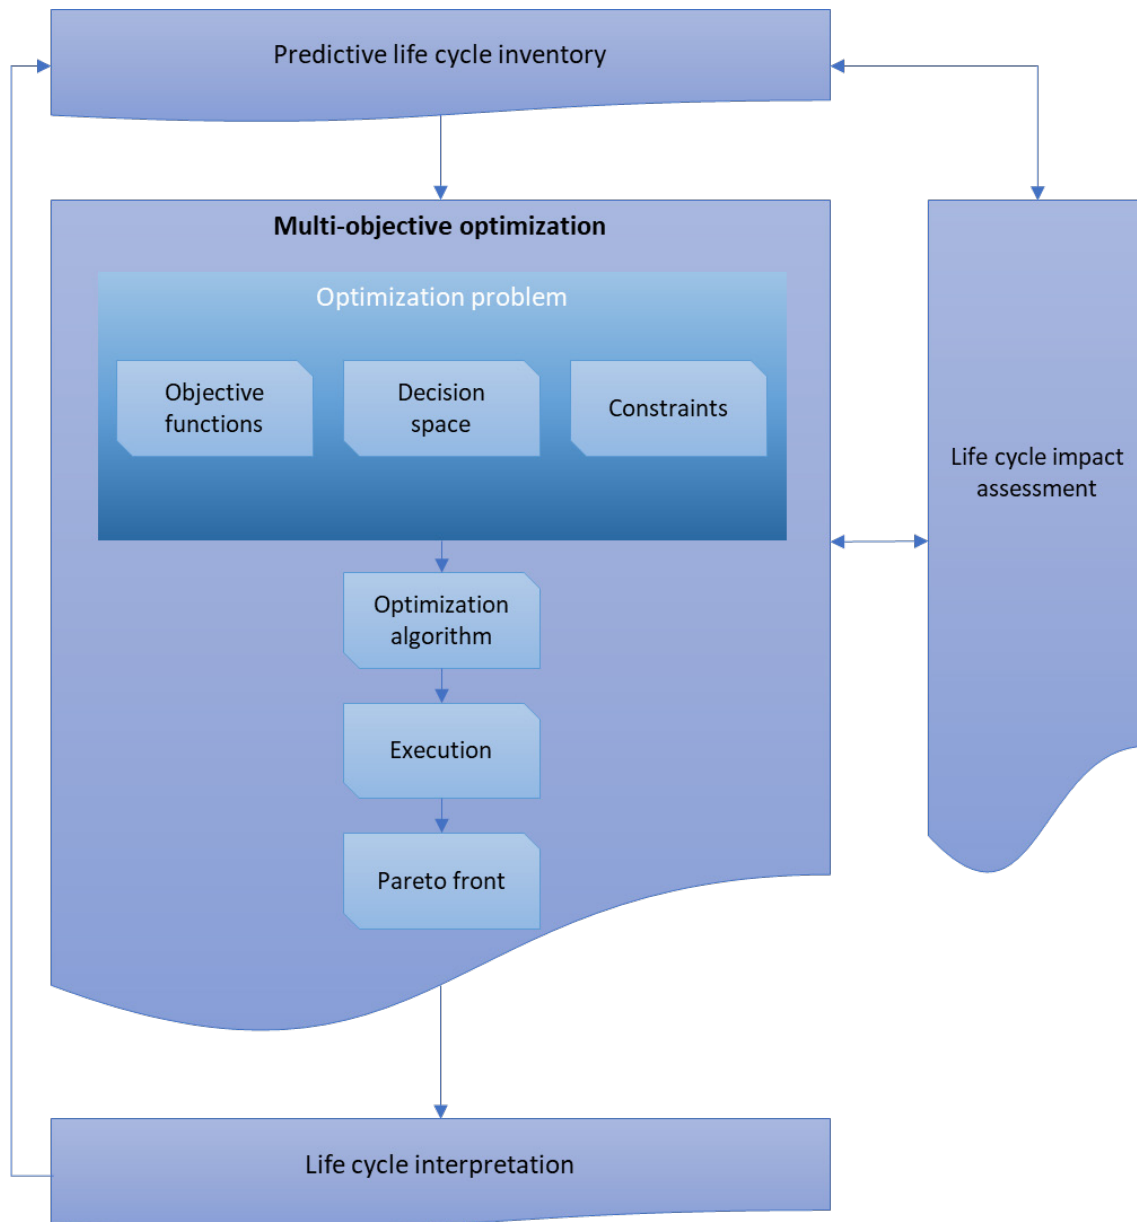 Predictive life cycle inventory
Multi-objective optimization
Optimization problem
Objective
functions
Decision
space
Constraints
Life cycle impact
assessment
Optimization
algorithm
Execution
Pareto front
Life cycle interpretation